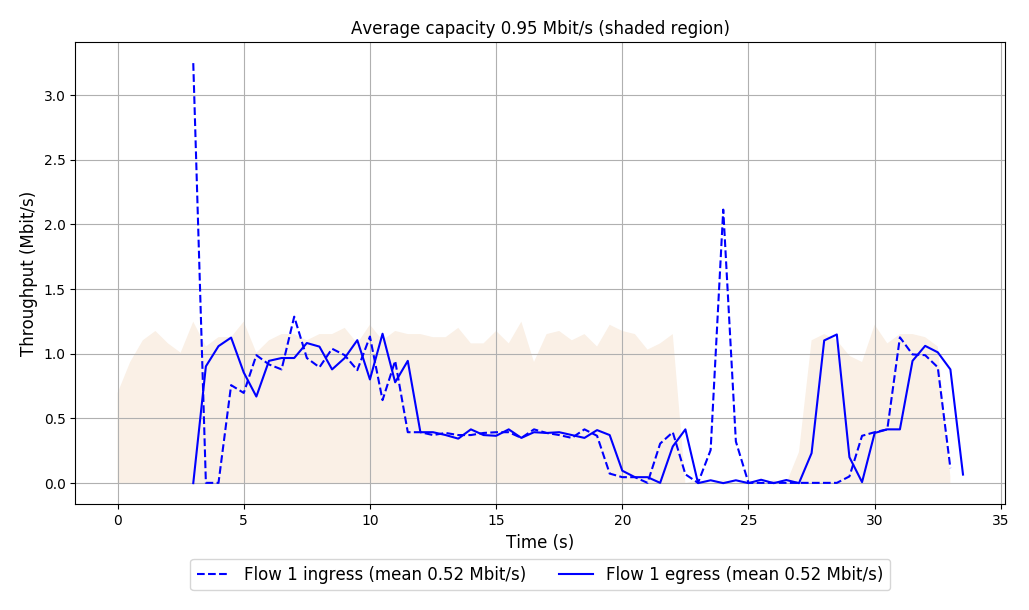 Average capacity 0.95 Mbit/s (shaded region)
3.0
2.5
2.0
1.5
1.0
0.5
0.0
Throughput (Mbit/s)
0 5 10 15 20 25 30 35
Time (s)
Flow 1 ingress (mean 0.52 Mbit/s) Flow 1 egress (mean 0.52 Mbit/s)